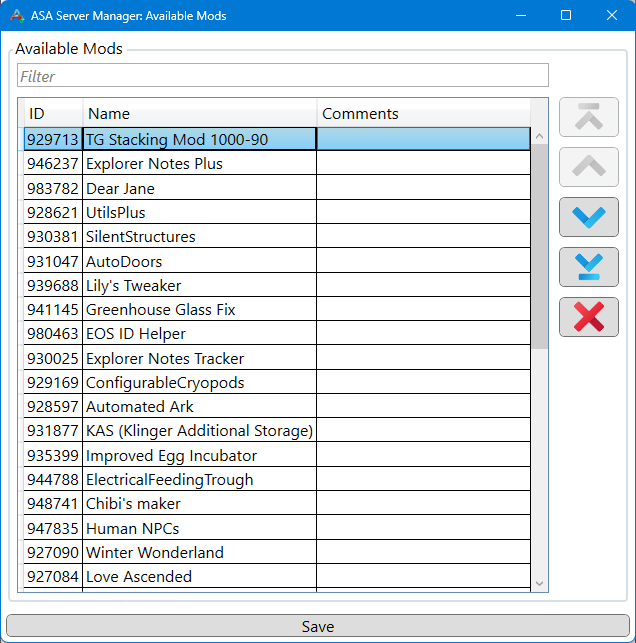 ASA Server Manager: Available Mods
Available Mods
Filter
ID Name Comments
929713 TG Stacking Mod 1000-90
946237 Explorer Notes Plus
983782 Dear Jane
928621 UtilsPlus
930381 SilentStructures
931047 AutoDoors
939688 Lily's Tweaker
941145 Greenhouse Glass Fix
980463 EOS ID Helper
930025 Explorer Notes Tracker
929169 ConfigurableCryopods
928597 Automated Ark
931877 KAS (Klinger Additional Storage)
935399 Improved Egg Incubator
944788 ElectricalFeedingTrough
948741 Chibi's maker
947835 Human NPCs
927090 Winter Wonderland
927084 Love Ascended
Save